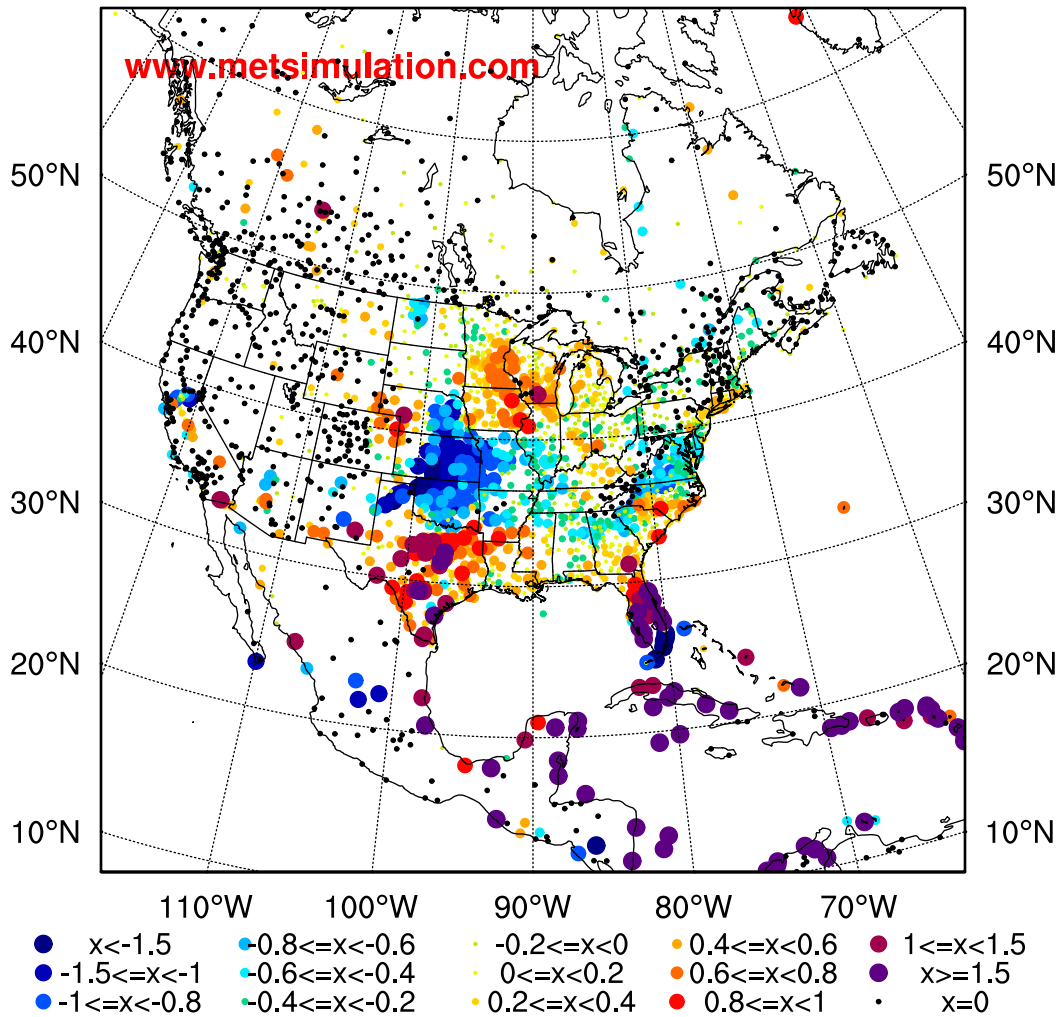 www.metsimulation.com
50°N 50°N
40°N 40°N
30°N 30°N
20°N 20°N
10°N 10°N
110°W 100°W 90°W 80°W 70°W
x<-1.5 -0.8<=x<-0.6 -0.2<=x<0 0.4<=x<0.6 1<=x<1.5
-1.5<=x<-1 -0.6<=x<-0.4 0<=x<0.2 0.6<=x<0.8 x>=1.5
-1<=x<-0.8 -0.4<=x<-0.2 0.2<=x<0.4 0.8<=x<1 x=0